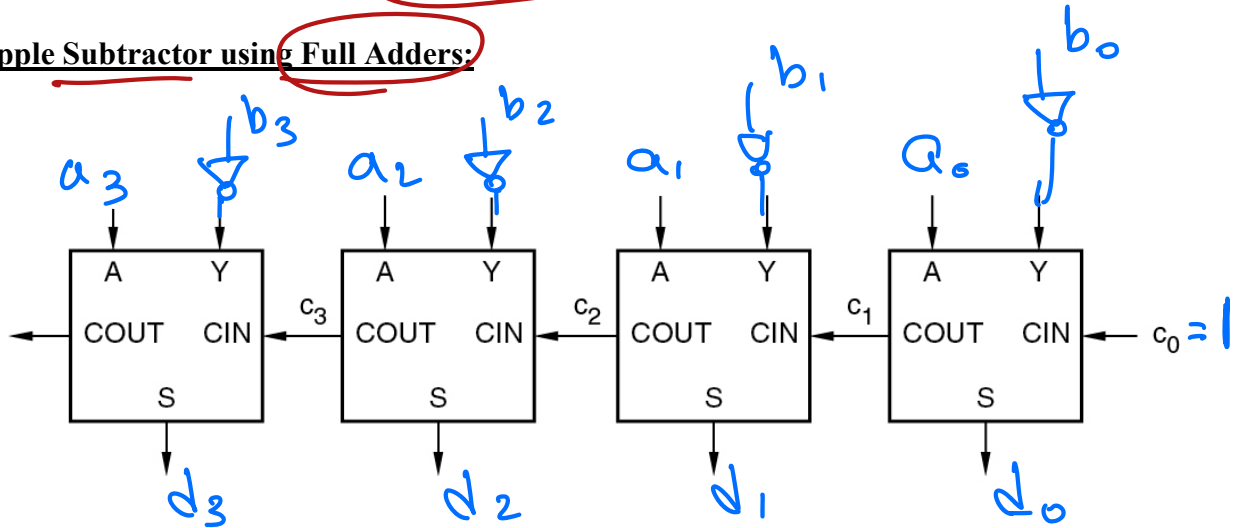 pple Subtractor using Full Adders:
b0
b1
b2
b3
a3 a2 a1 a0
A Y A Y A Y A Y
c3 c2 c1
COUT CIN COUT CIN COUT CIN COUT CIN c0 = 1
S S S S
d3 d2 d1 d0